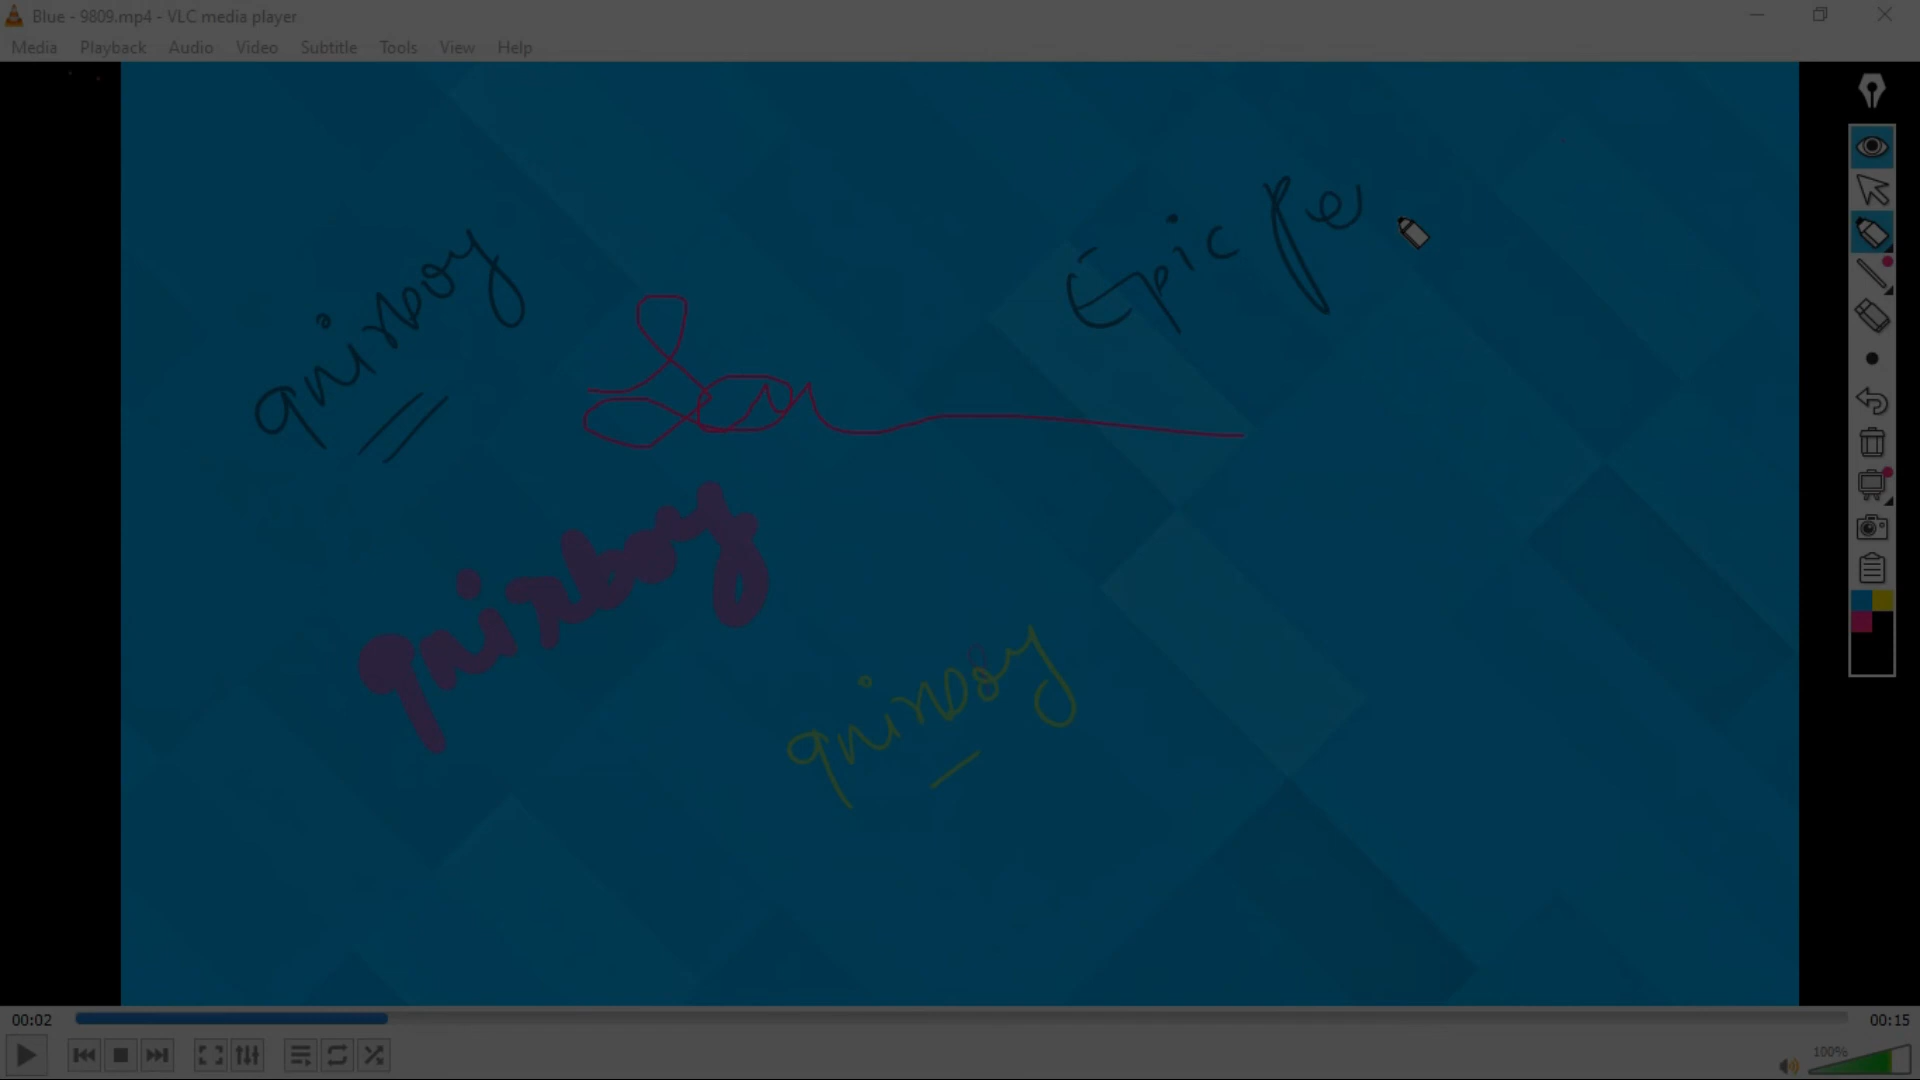 Blue - 9809.mp4 - VLC media player
Media Playback Audio Video Subtitle Tools View Help
Epic Pe
qnixboy
qnixboy
qnixboy
00:02
00:15
100%